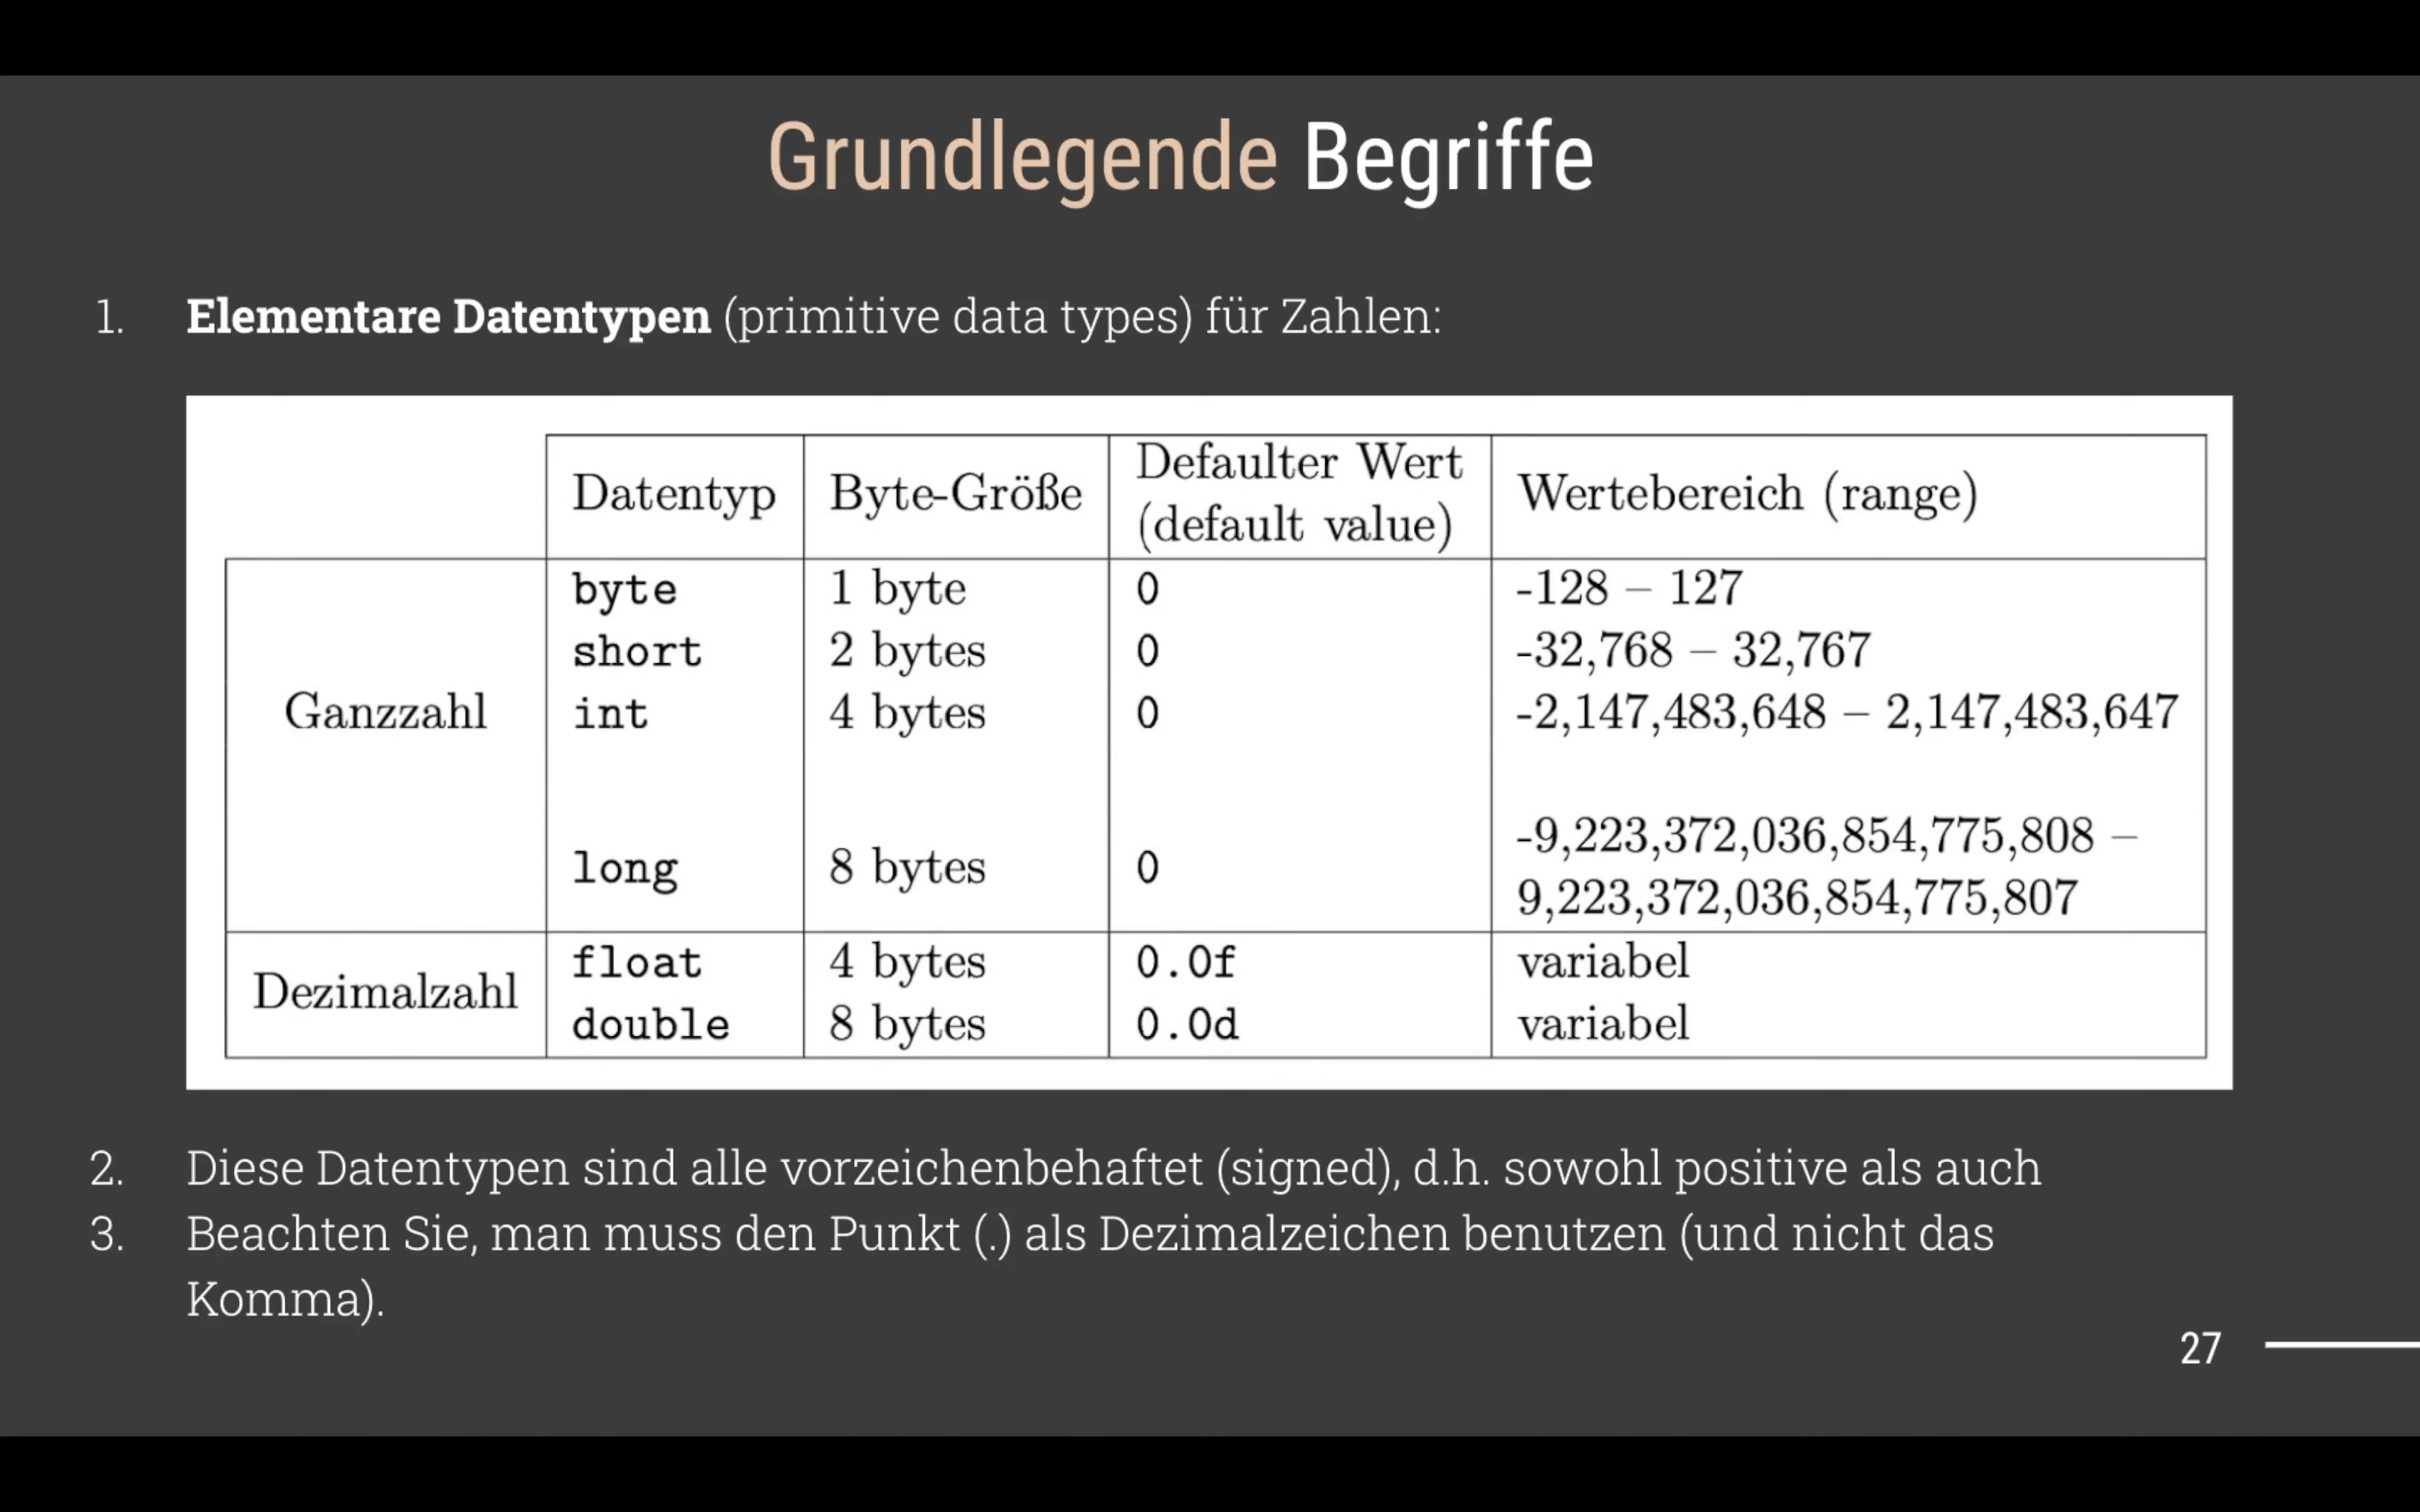 Grundlegende Begriffe
1. Elementare Datentypen (primitive data types) für Zahlen:
Datentyp Byte-Größe Defaulter Wert (default value) Wertebereich (range)
Ganzzahl
byte 1 byte 0 -128 – 127
short 2 bytes 0 -32,768 – 32,767
int 4 bytes 0 -2,147,483,648 – 2,147,483,647
long 8 bytes 0 -9,223,372,036,854,775,808 –
9,223,372,036,854,775,807
Dezimalzahl
float 4 bytes 0.0f variabel
double 8 bytes 0.0d variabel
2. Diese Datentypen sind alle vorzeichenbehaftet (signed), d.h. sowohl positive als auch
3. Beachten Sie, man muss den Punkt (.) als Dezimalzeichen benutzen (und nicht das
Komma).
27